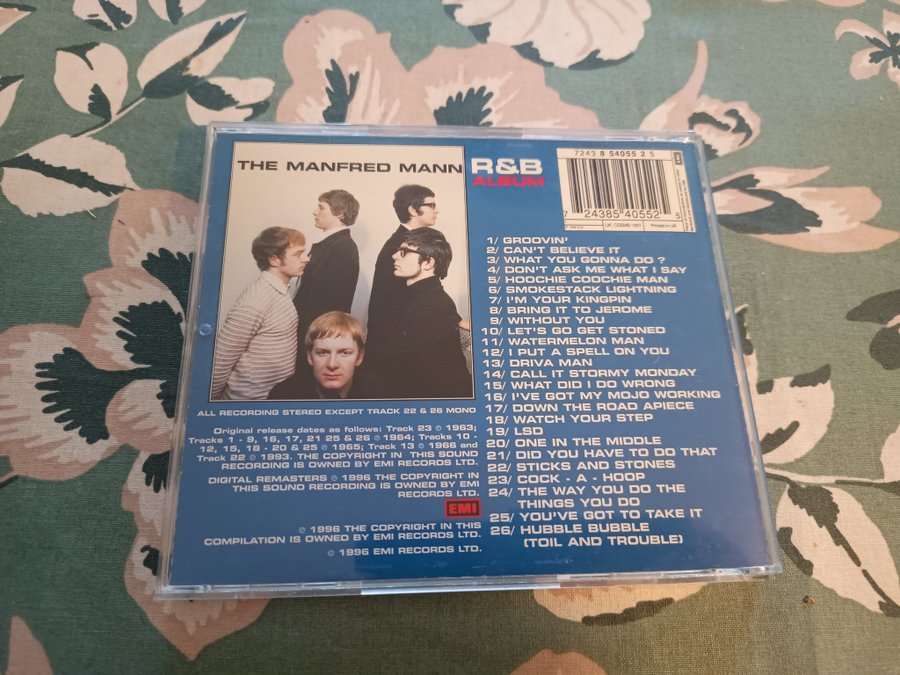 THE MANFRED MANN R&B
ALBUM
7243 8 54055 2 5
7 24385 40552 5
UK: CDEMS 1601
Printed in UK
EMI
1/ GROOVIN'
2/ CAN'T BELIEVE IT
3/ WHAT YOU GONNA DO ?
4/ DON'T ASK ME WHAT I SAY
5/ HOOCHIE COOCHIE MAN
6/ SMOKESTACK LIGHTNING
7/ I'M YOUR KINGPIN
8/ BRING IT TO JEROME
9/ WITHOUT YOU
10/ LET'S GO GET STONED
11/ WATERMELON MAN
12/ I PUT A SPELL ON YOU
13/ DRIVA MAN
14/ CALL IT STORMY MONDAY
15/ WHAT DID I DO WRONG
16/ I'VE GOT MY MOJO WORKING
17/ DOWN THE ROAD APIECE
18/ WATCH YOUR STEP
19/ LSD
20/ ONE IN THE MIDDLE
21/ DID YOU HAVE TO DO THAT
22/ STICKS AND STONES
23/ COCK - A - HOOP
24/ THE WAY YOU DO THE
THINGS YOU DO
25/ YOU'VE GOT TO TAKE IT
26/ HUBBLE BUBBLE
(TOIL AND TROUBLE)
ALL RECORDING STEREO EXCEPT TRACK 22 & 26 MONO
Original release dates as follows: Track 23 ℗ 1963;
Tracks 1 - 9, 16, 17, 21 25 & 26 ℗ 1964; Tracks 10 -
12, 15, 18 - 20 & 25 ℗ 1965; Track 13 ℗ 1966 and
Track 22 ℗ 1993. THE COPYRIGHT IN THIS SOUND
RECORDING IS OWNED BY EMI RECORDS LTD.
DIGITAL REMASTERS ℗ 1996 THE COPYRIGHT IN
THIS SOUND RECORDING IS OWNED BY EMI
RECORDS LTD.
EMI
℗ 1996 THE COPYRIGHT IN THIS
COMPILATION IS OWNED BY EMI RECORDS LTD.
© 1996 EMI RECORDS LTD.